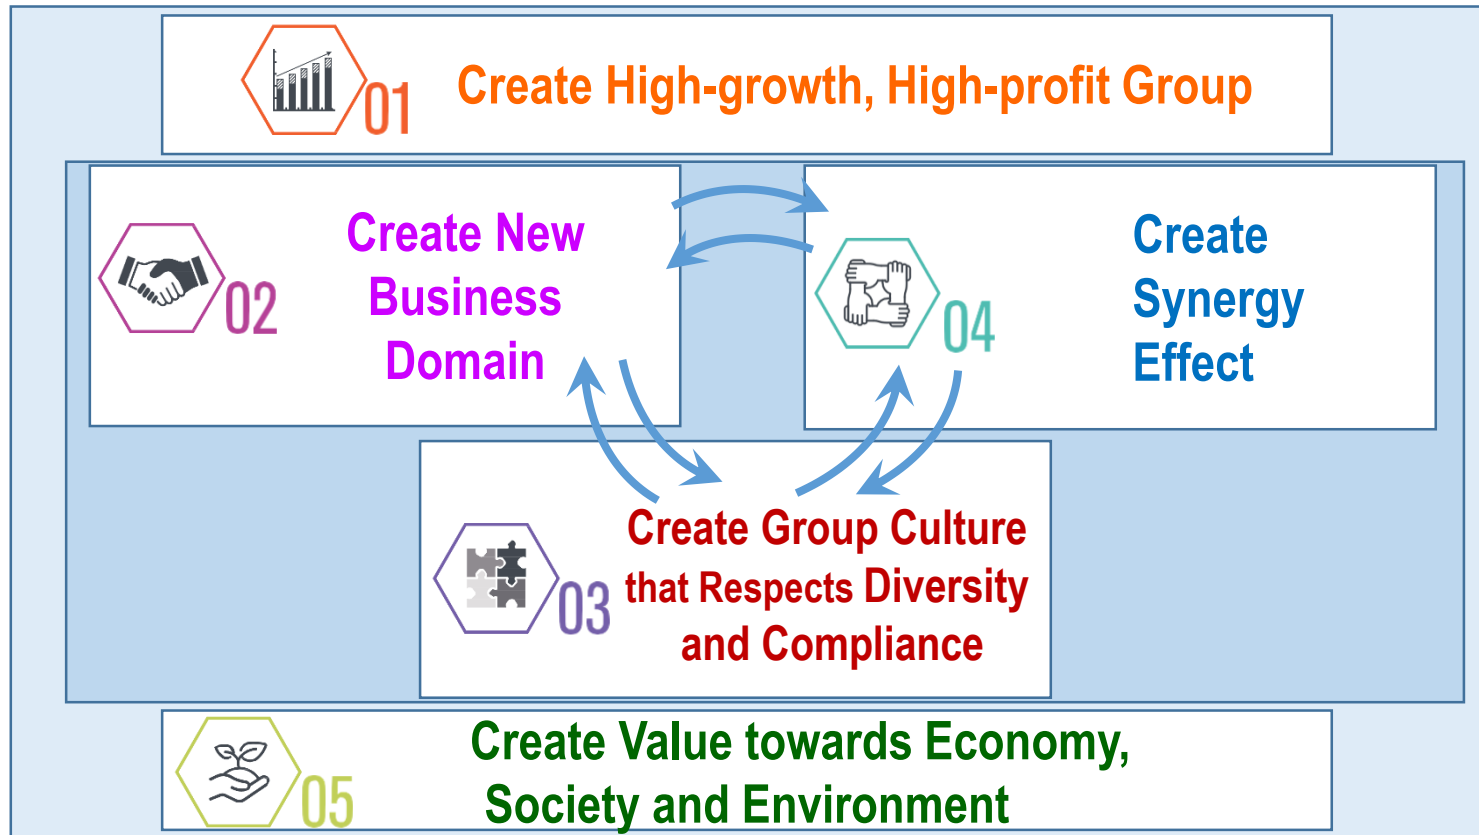 01
Create High-growth, High-profit Group
02
Create New
Business
Domain
04
Create
Synergy
Effect
03
Create Group Culture
that Respects Diversity
and Compliance
05
Create Value towards Economy,
Society and Environment